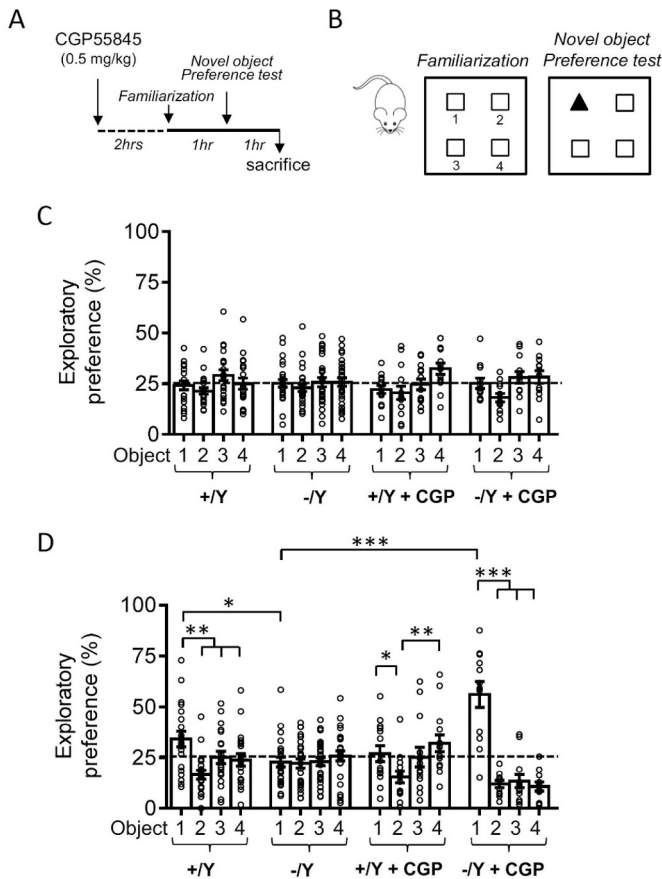 A
CGP55845
(0.5 mg/kg)
Novel object
Preference test
Familiarization
2hrs
1hr
1hr
sacrifice
B
Familiarization
Novel object
Preference test
1 2
3 4
C
Exploratory
preference (%)
100
75
50
25
0
Object 1 2 3 4 1 2 3 4 1 2 3 4 1 2 3 4
+/Y -/Y +/Y + CGP -/Y + CGP
D
***
***
*
**
**
*
Exploratory
preference (%)
100
75
50
25
0
Object 1 2 3 4 1 2 3 4 1 2 3 4 1 2 3 4
+/Y -/Y +/Y + CGP -/Y + CGP